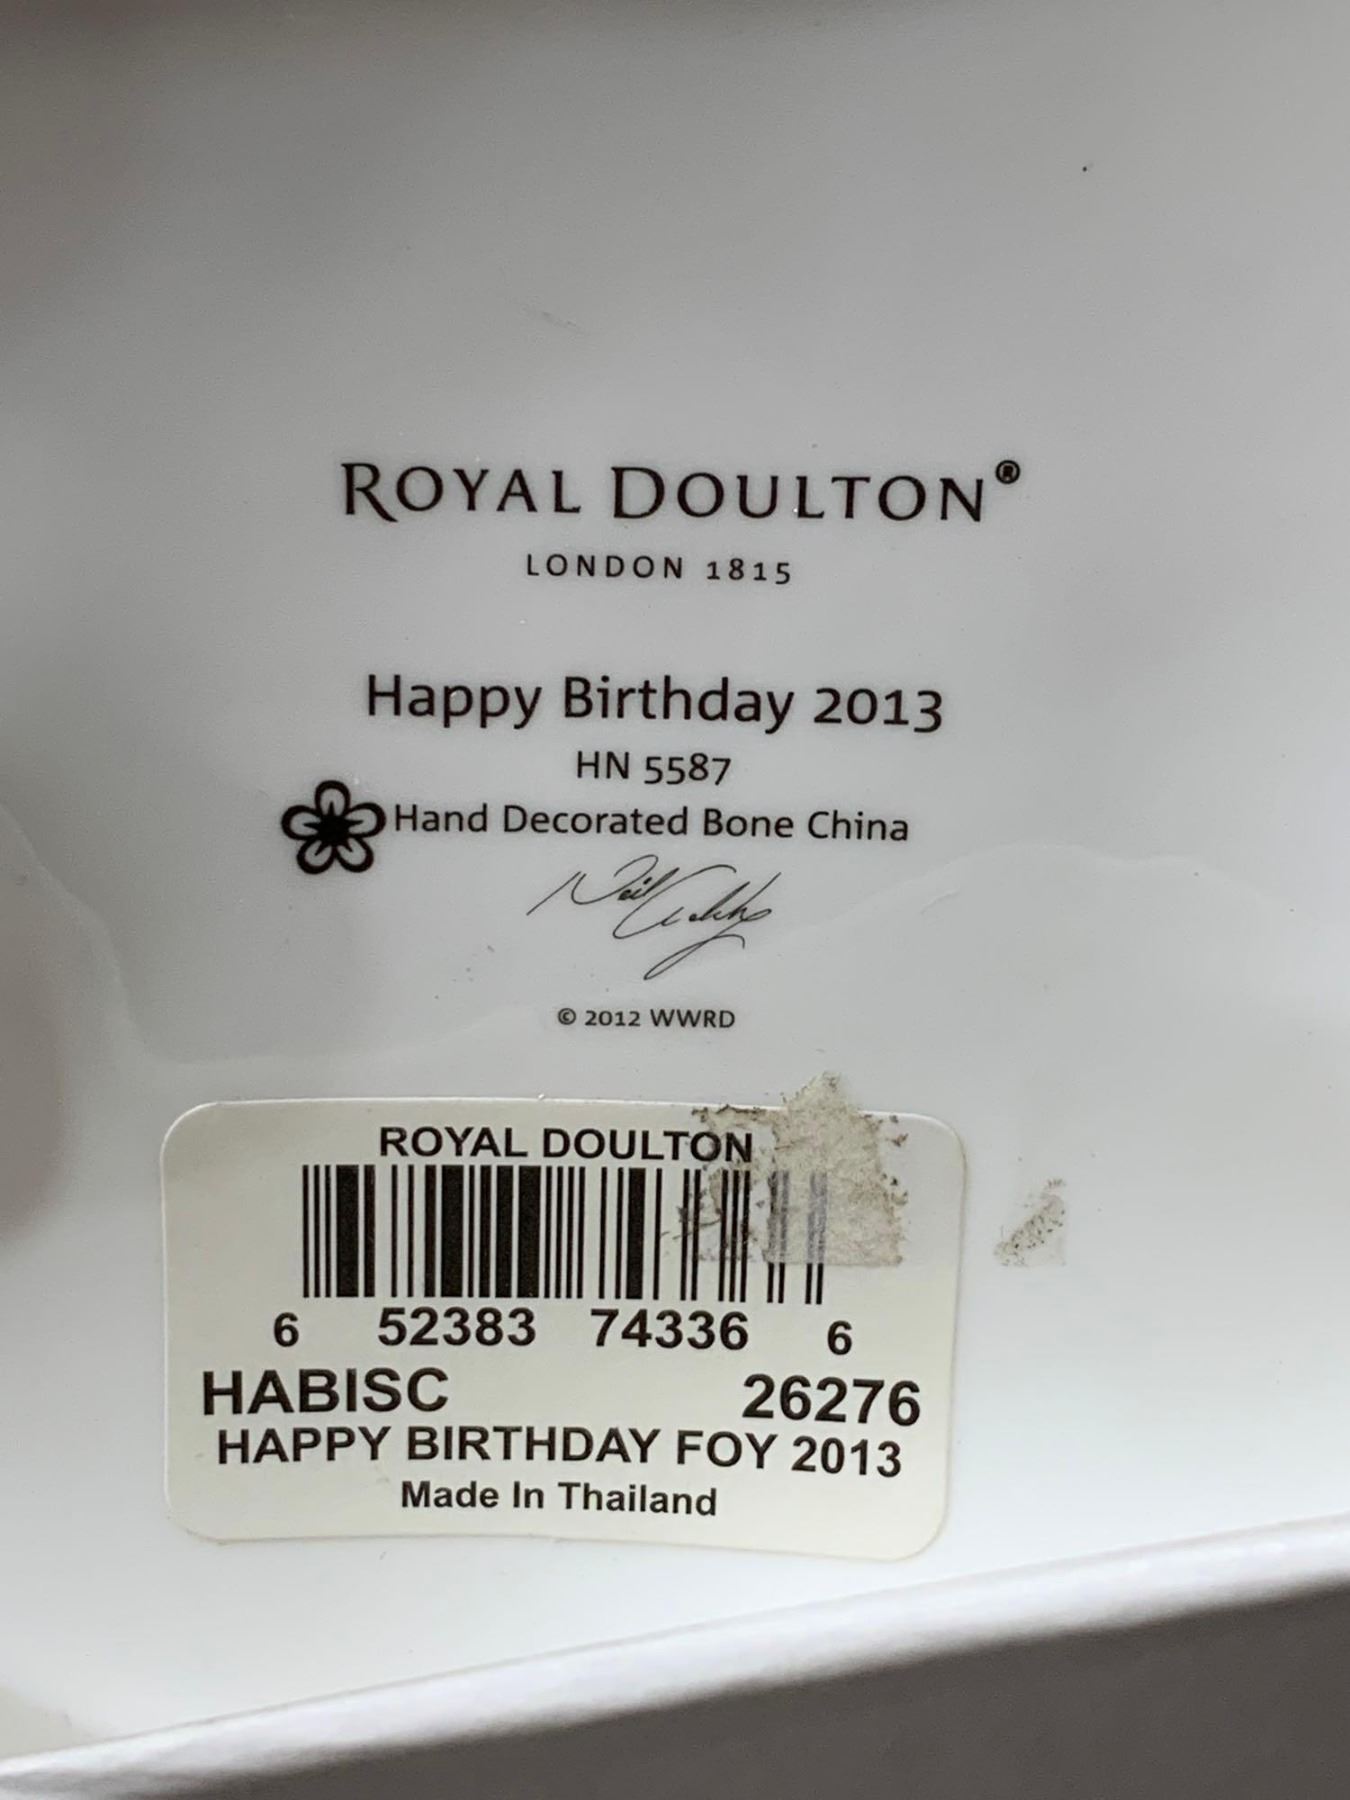 ROYAL DOULTON®
LONDON 1815
Happy Birthday 2013
HN 5587
Hand Decorated Bone China
Neil
© 2012 WWRD
ROYAL DOULTON
6 52383 74336 6
HABISC 26276
HAPPY BIRTHDAY FOY 2013
Made In Thailand